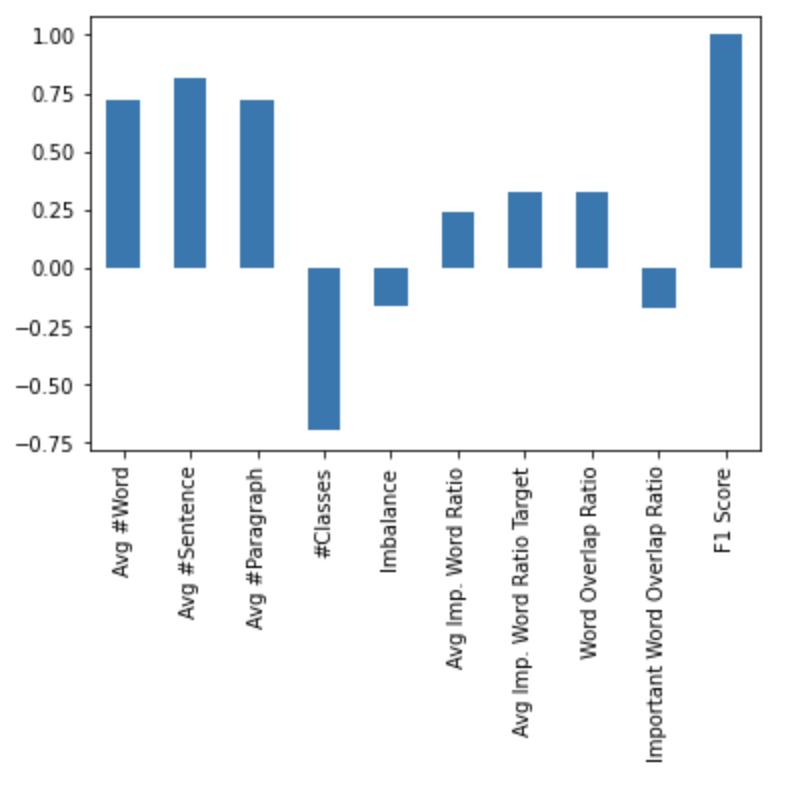 1.00
0.75
0.50
0.25
0.00
−0.25
−0.50
−0.75
Avg #Word
Avg #Sentence
Avg #Paragraph
#Classes
Imbalance
Avg Imp. Word Ratio
Avg Imp. Word Ratio Target
Word Overlap Ratio
Important Word Overlap Ratio
F1 Score